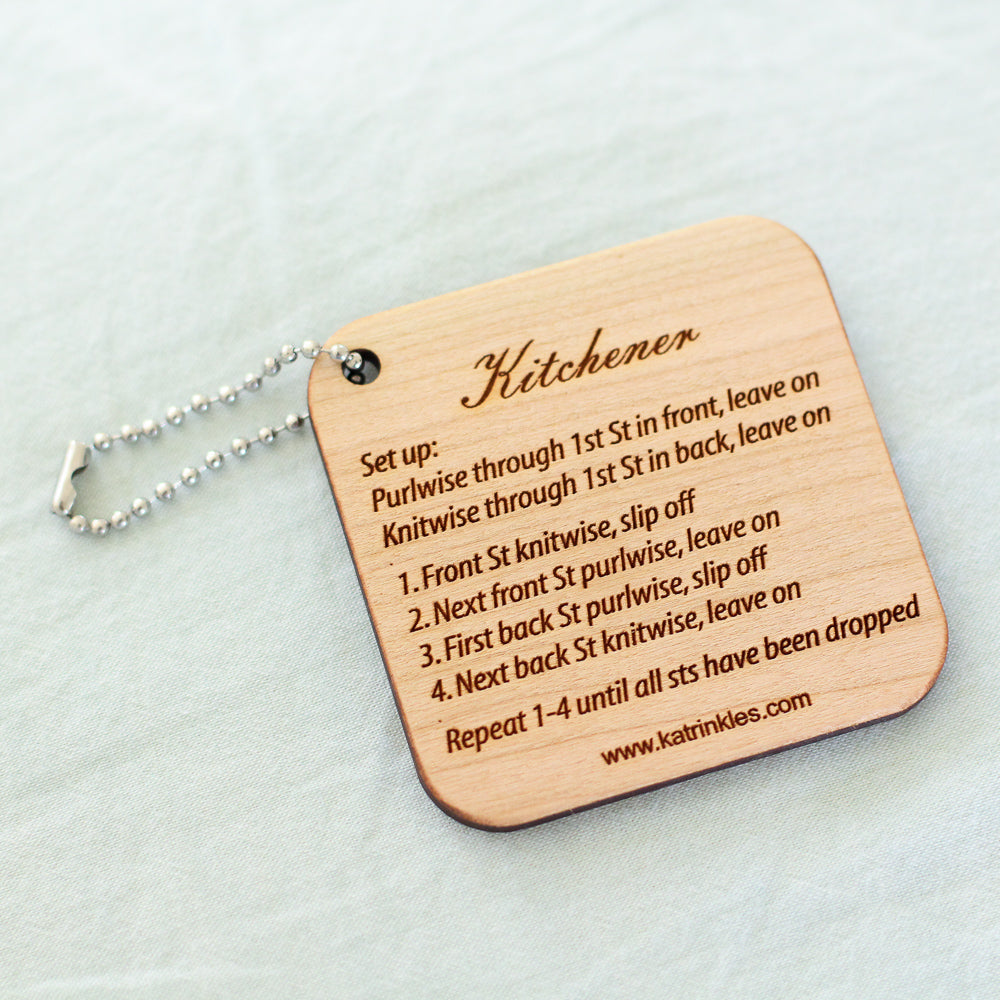 Kitchener
Set up:
Purlwise through 1st St in front, leave on
Knitwise through 1st St in back, leave on
1. Front St knitwise, slip off
2. Next front St purlwise, leave on
3. First back St purlwise, slip off
4. Next back St knitwise, leave on
Repeat 1-4 until all sts have been dropped
www.katrinkles.com